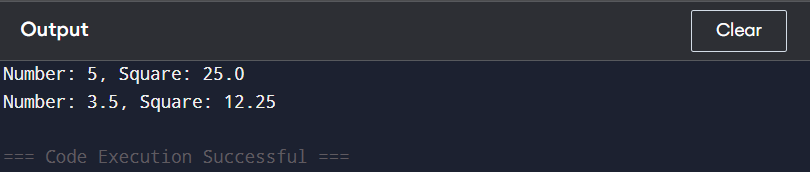 Output
Clear
Number: 5, Square: 25.0
Number: 3.5, Square: 12.25
=== Code Execution Successful ===